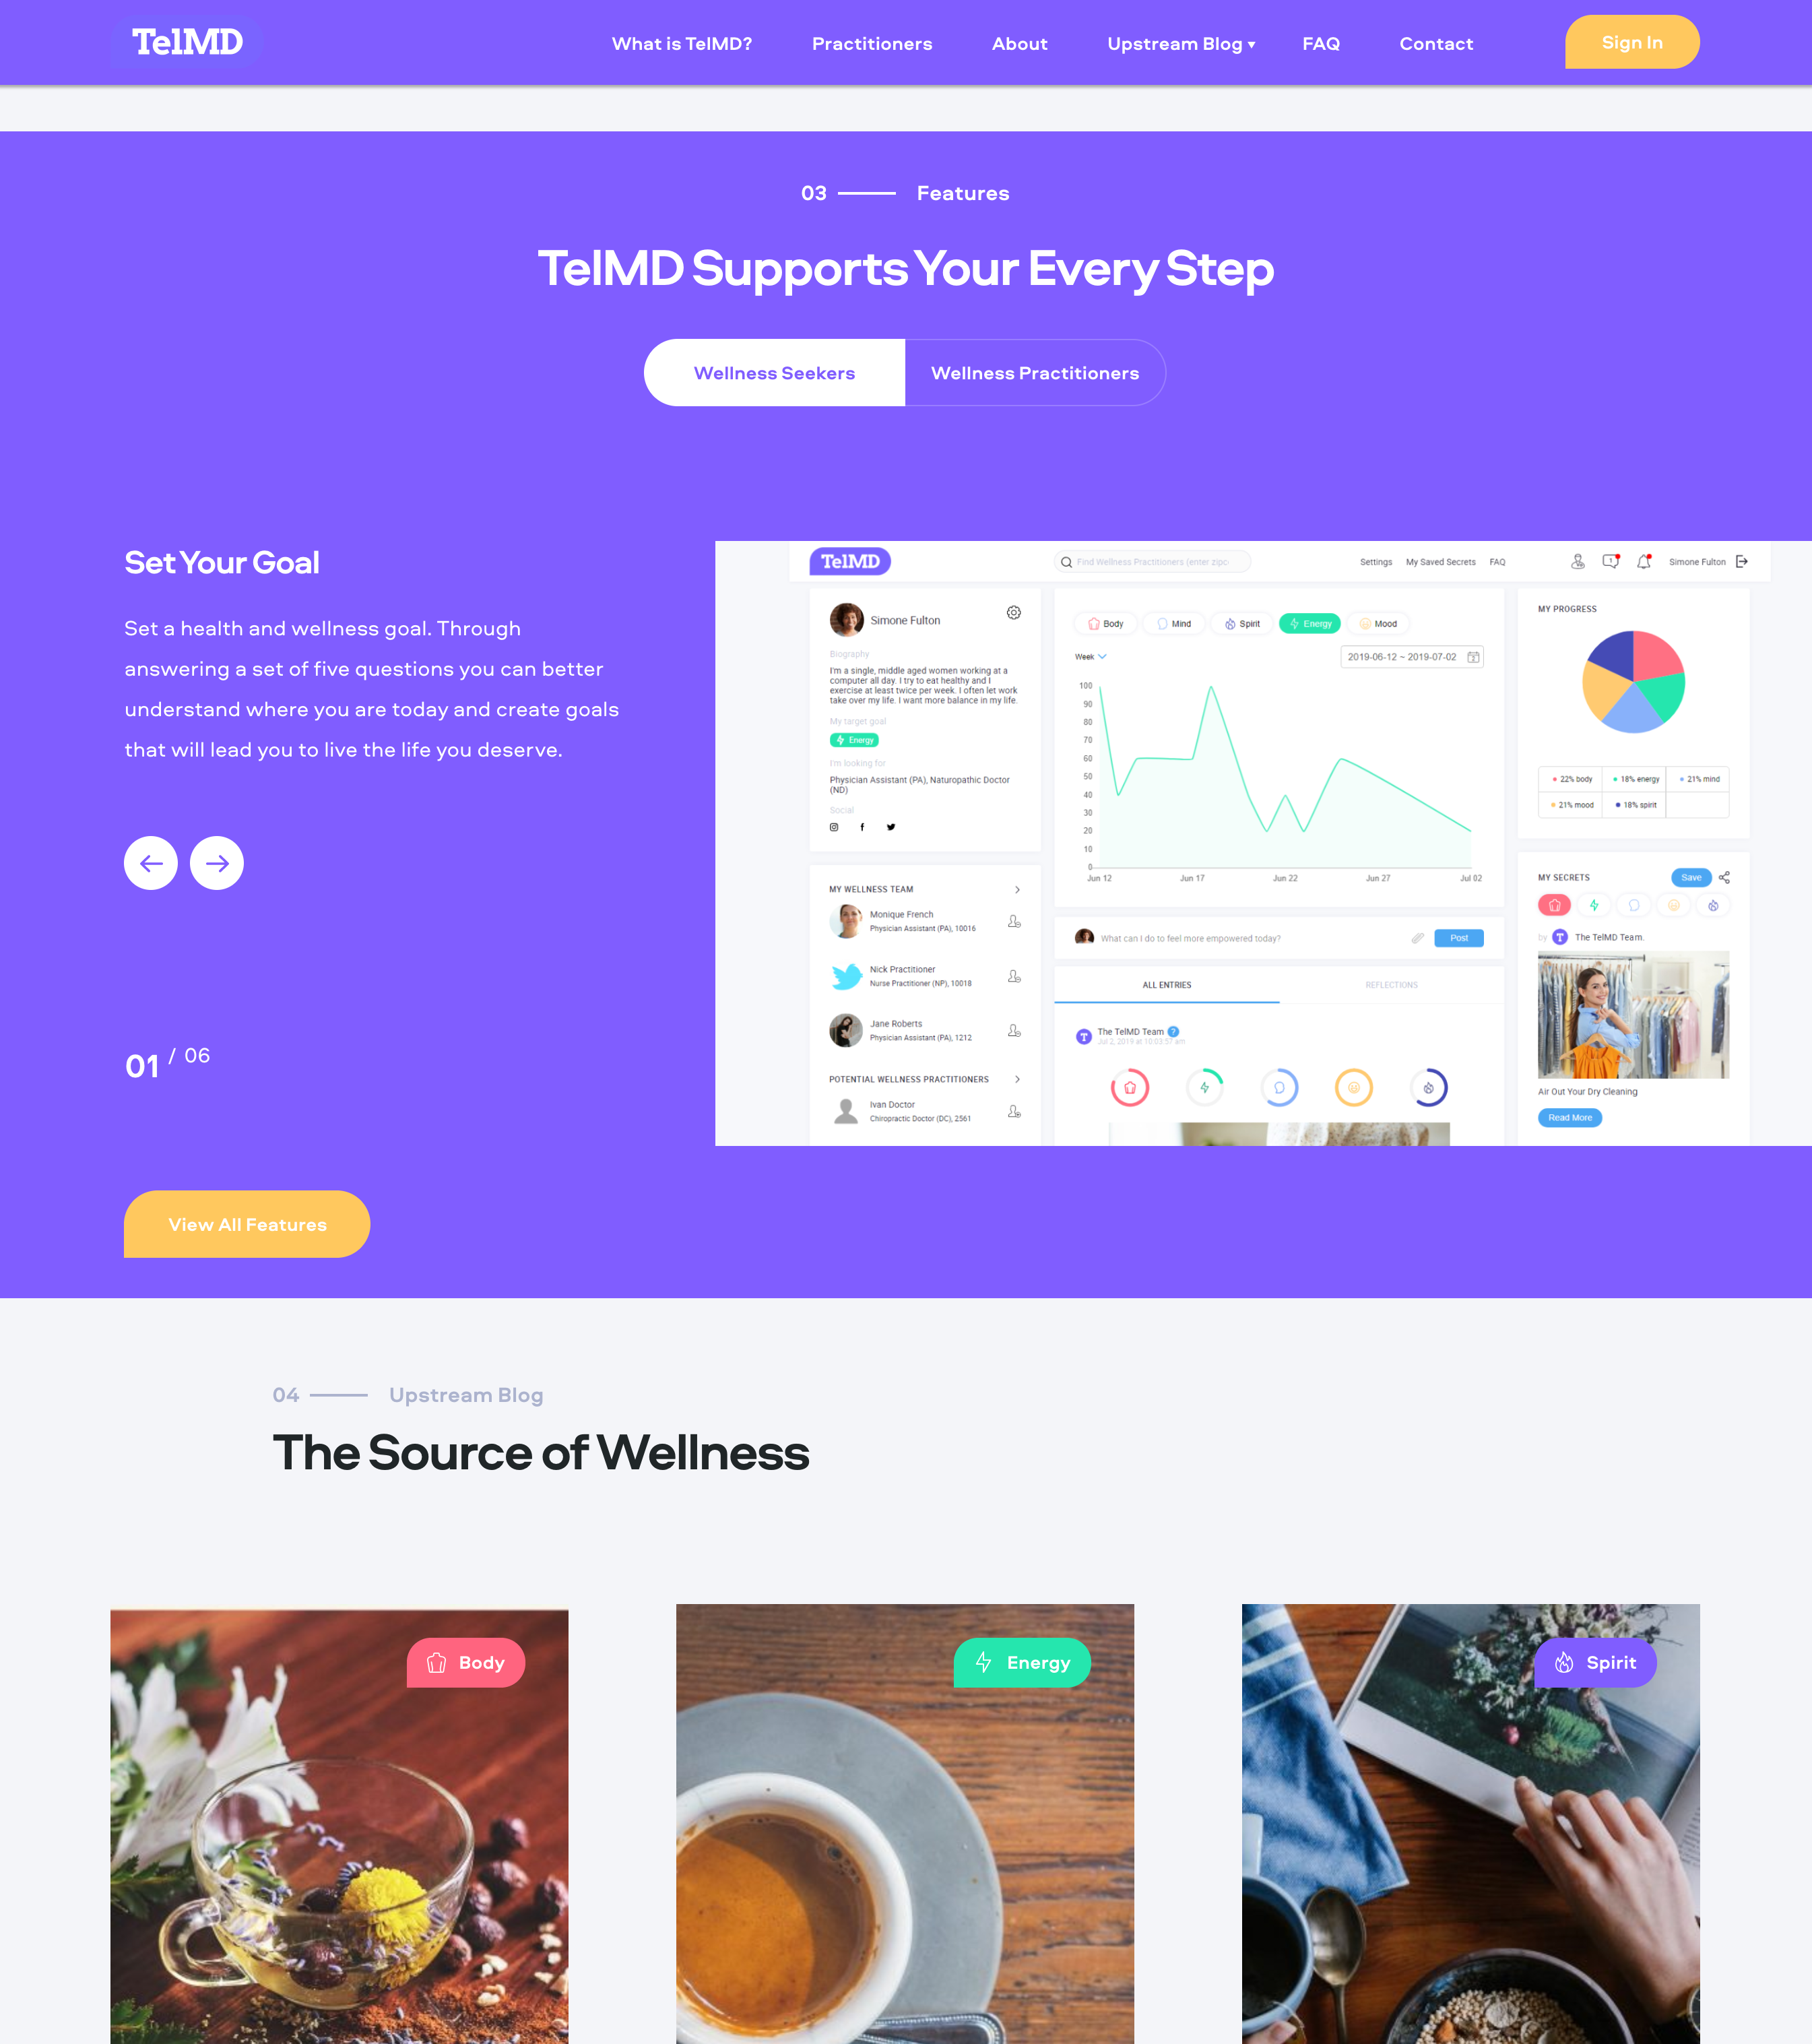 TelMD
What is TelMD?
Practitioners
About
Upstream Blog
FAQ
Contact
Sign In
03
Features
TelMD Supports Your Every Step
Wellness Seekers
Wellness Practitioners
Set Your Goal
Set a health and wellness goal. Through
answering a set of five questions you can better
understand where you are today and create goals
that will lead you to live the life you deserve.
01 / 06
View All Features
TelMD
Find Wellness Practitioners (enter zipc
Settings
My Saved Secrets
FAQ
Simone Fulton
Simone Fulton
Biography
I'm a single, middle aged women working at a
computer all day. I try to eat healthy and I
exercise at least twice per week. I often let work
take over my life. I want more balance in my life.
My target goal
Energy
I'm looking for
Physician Assistant (PA), Naturopathic Doctor
(ND)
Social
MY WELLNESS TEAM
Monique French
Physician Assistant (PA), 10016
Nick Practitioner
Nurse Practitioner (NP), 10018
Jane Roberts
Physician Assistant (PA), 1212
POTENTIAL WELLNESS PRACTITIONERS
Ivan Doctor
Chiropractic Doctor (DC), 2561
Body
Mind
Spirit
Energy
Mood
Week
2019-06-12 ~ 2019-07-02
100
90
80
70
60
50
40
30
20
10
0
Jun 12
Jun 17
Jun 22
Jun 27
Jul 02
What can I do to feel more empowered today?
Post
ALL ENTRIES
REFLECTIONS
T
The TelMD Team ?
Jul 2, 2019 at 10:03:57 am
MY PROGRESS
22% body
18% energy
21% mind
21% mood
18% spirit
MY SECRETS
Save
by T The TelMD Team.
Air Out Your Dry Cleaning
Read More
04
Upstream Blog
The Source of Wellness
Body
Energy
Spirit